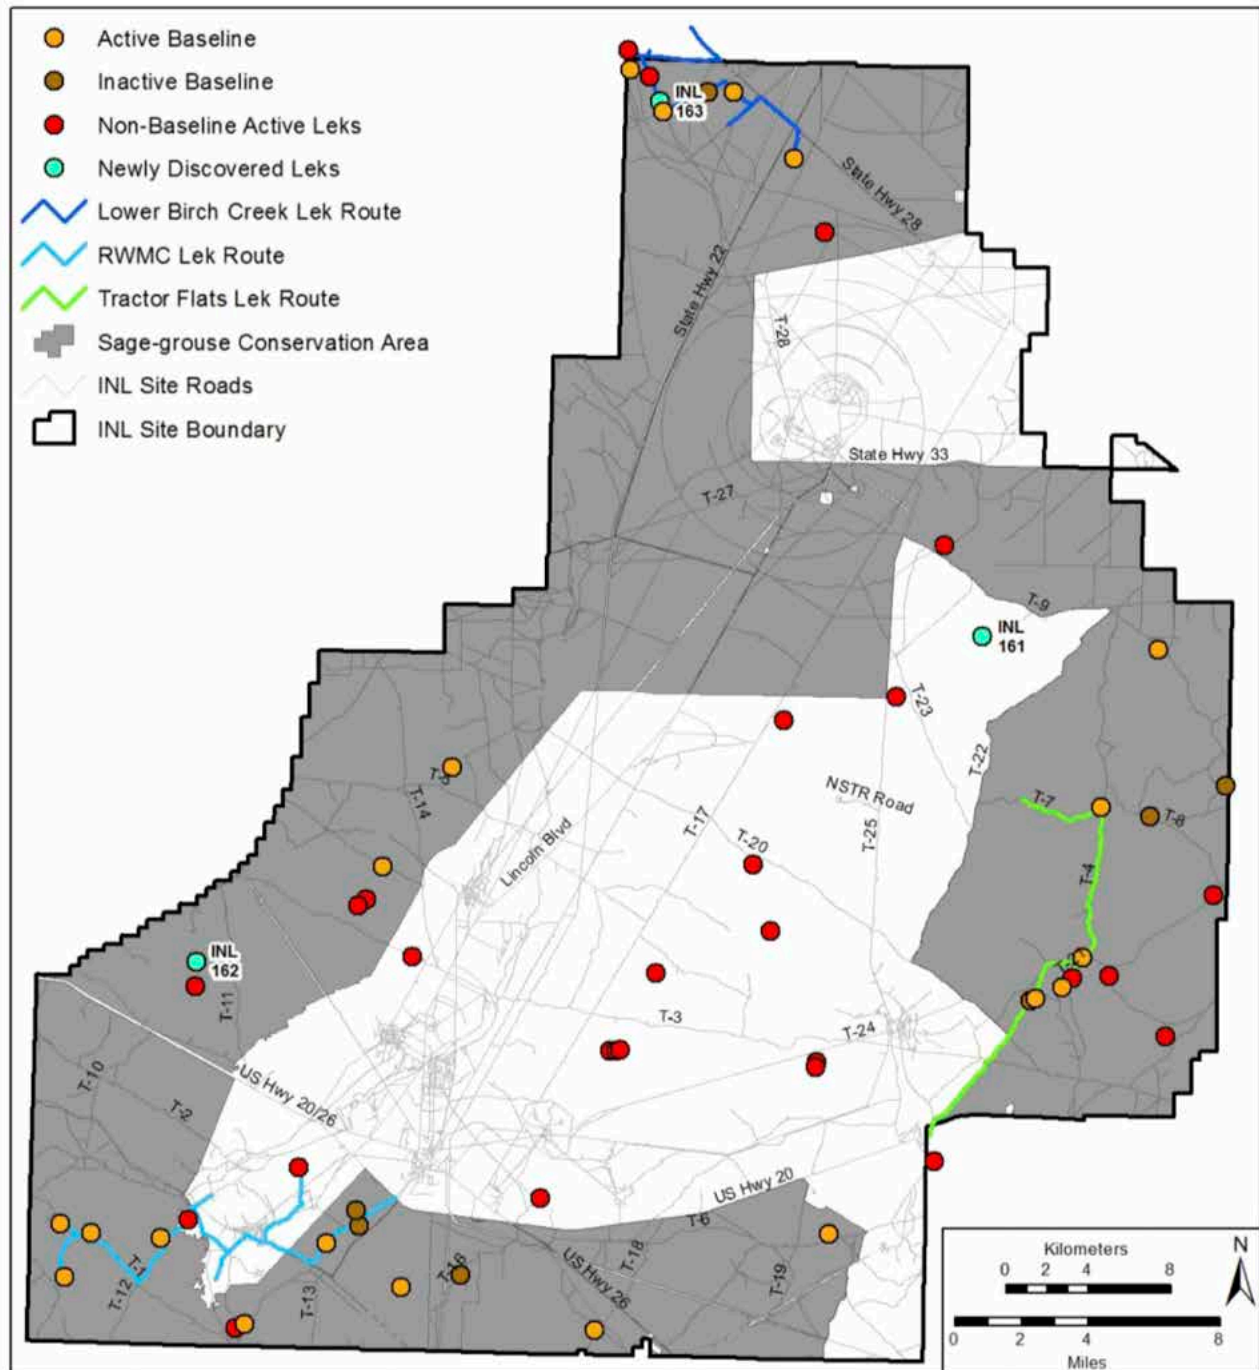 Active Baseline
Inactive Baseline
Non-Baseline Active Leks
Newly Discovered Leks
Lower Birch Creek Lek Route
RWMC Lek Route
Tractor Flats Lek Route
Sage-grouse Conservation Area
INL Site Roads
INL Site Boundary
INL
163
State Hwy 28
State Hwy 22
T-28
State Hwy 33
T-27
T-9
INL
161
T-23
T-22
T-5
T-14
NSTR Road
T-7
T-8
T-17
T-20
T-25
Lincoln Blvd
T-4
INL
162
T-11
T-3
T-24
T-10
US Hwy 20/26
T-2
US Hwy 20
T-6
T-1
T-12
T-13
T-16
US Hwy 26
T-18
T-19
Kilometers
0 2 4 8
N
0 2 4 8
Miles